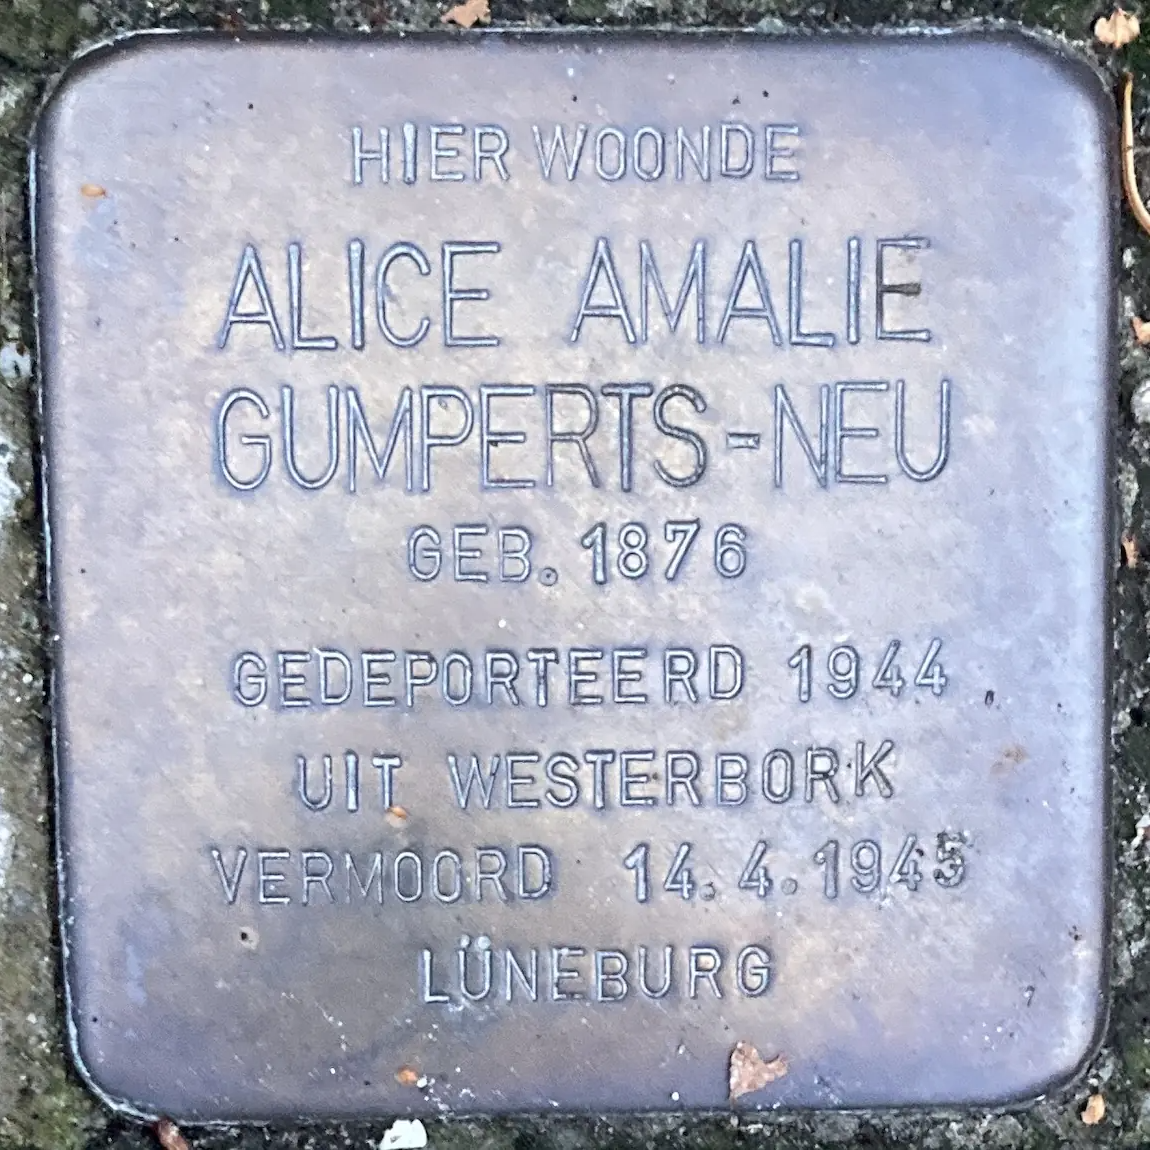 HIER WOONDE
ALICE AMALIE
GUMPERTS-NEU
GEB. 1876
GEDEPORTEERD 1944
UIT WESTERBORK
VERMOORD 14.4.1945
LÜNEBURG